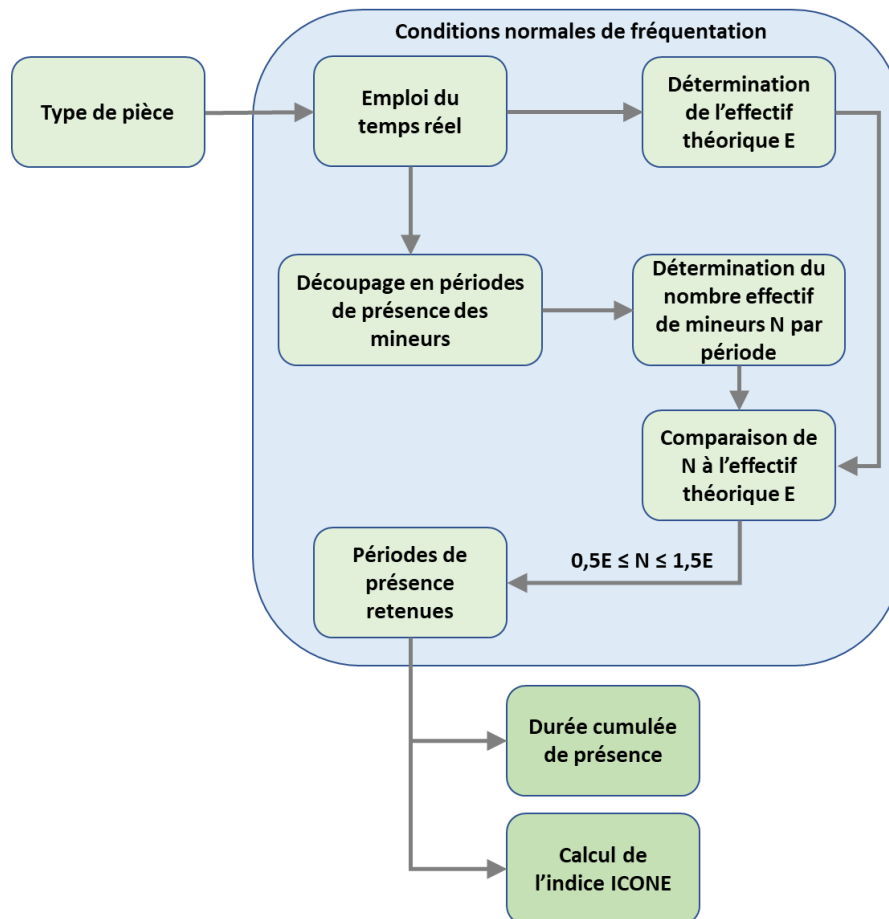 Conditions normales de fréquentation
Type de pièce
Emploi du
temps réel
Détermination
de l’effectif
théorique E
Découpage en périodes
de présence des
mineurs
Détermination du
nombre effectif
de mineurs N par
période
Comparaison de
N à l’effectif
théorique E
0,5E ≤ N ≤ 1,5E
Périodes de
présence
retenues
Durée cumulée
de présence
Calcul de
l’indice ICONE